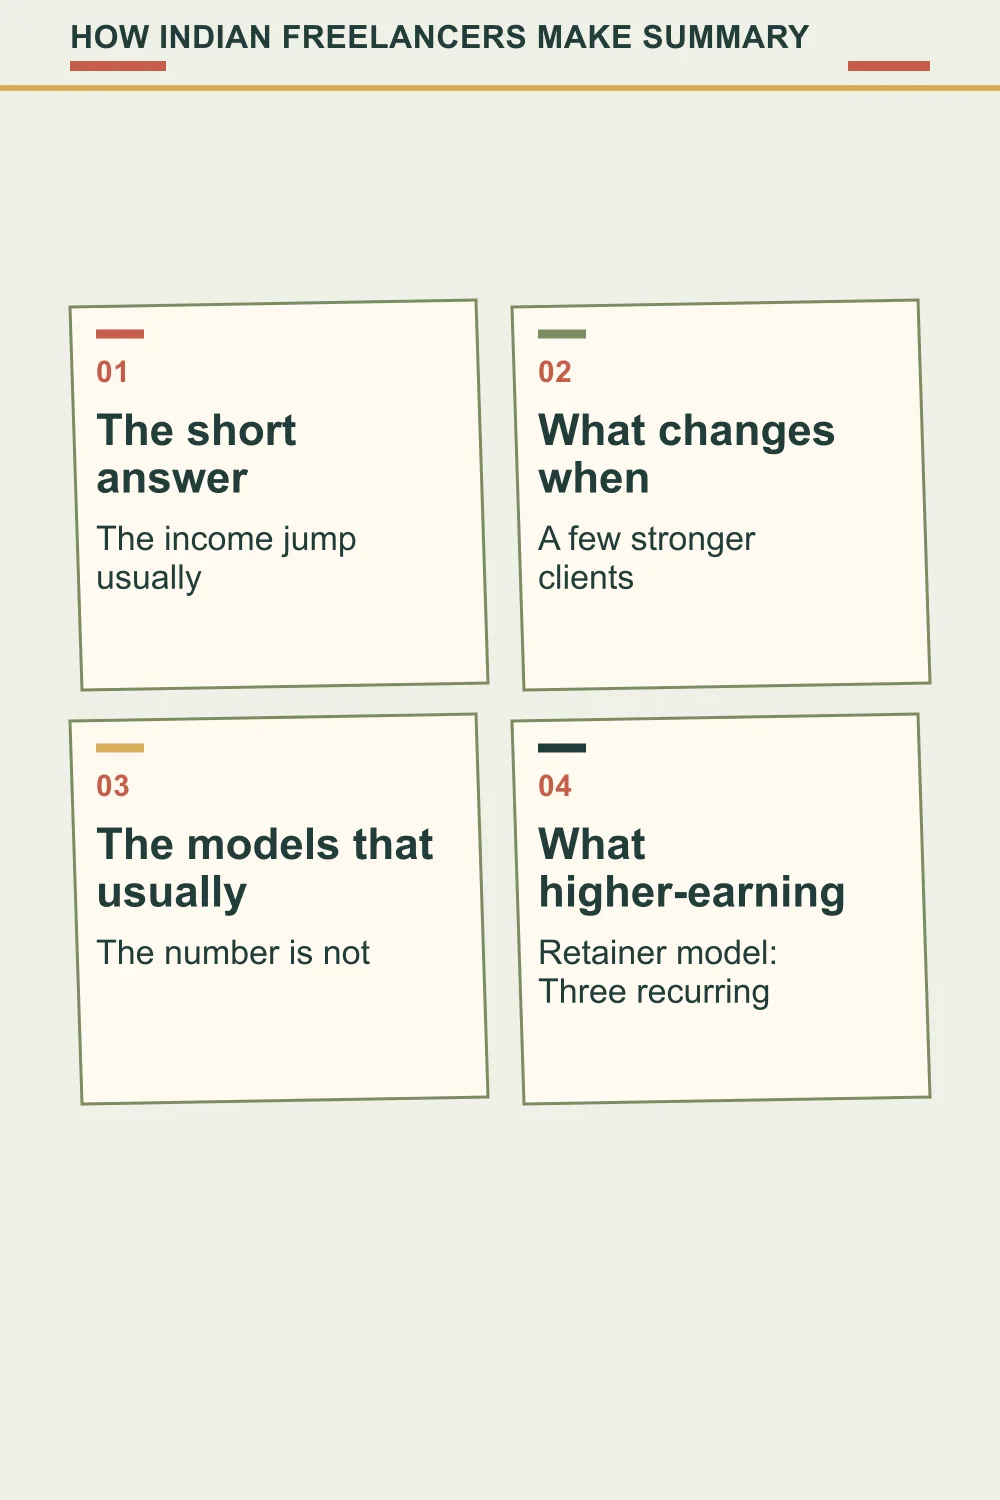 HOW INDIAN FREELANCERS MAKE SUMMARY
01
The short
answer
The income jump
usually
02
What changes
when
A few stronger
clients
03
The models that
usually
The number is not
04
What
higher-earning
Retainer model:
Three recurring